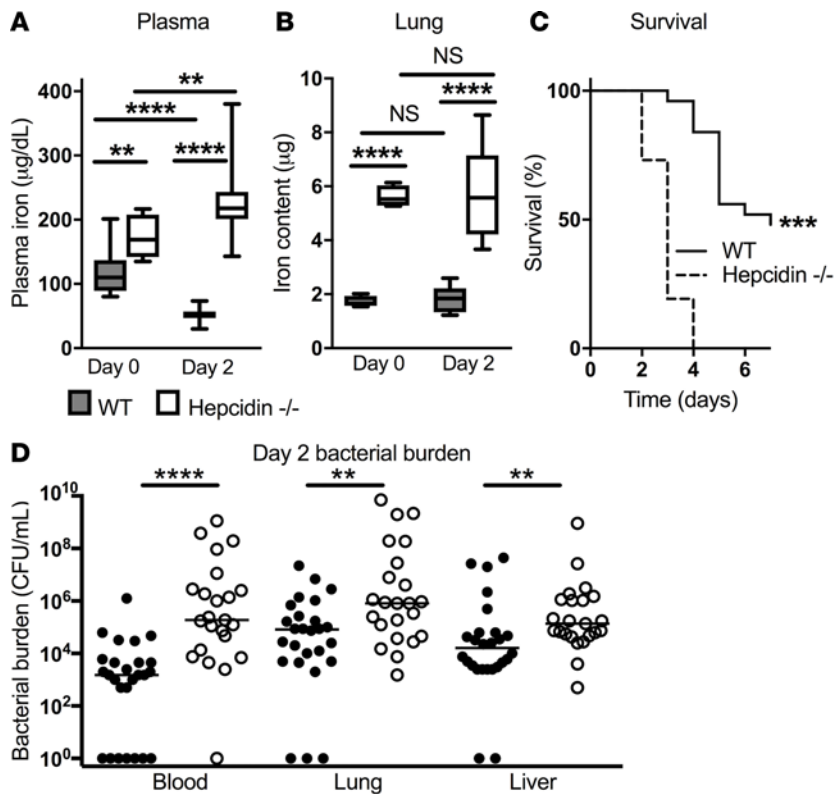 A Plasma
Plasma iron (µg/dL)
400
300
200
100
0
**
****
** ****
Day 0 Day 2
WT Hepcidin -/-
B Lung
Iron content (µg)
10
8
6
4
2
0
NS
****
NS
****
Day 0 Day 2
C Survival
Survival (%)
100
50
0
***
WT
Hepcidin -/-
0 2 4 6
Time (days)
D Day 2 bacterial burden
Bacterial burden (CFU/mL)
10¹⁰
10⁸
10⁶
10⁴
10²
10⁰
**** ** **
Blood Lung Liver